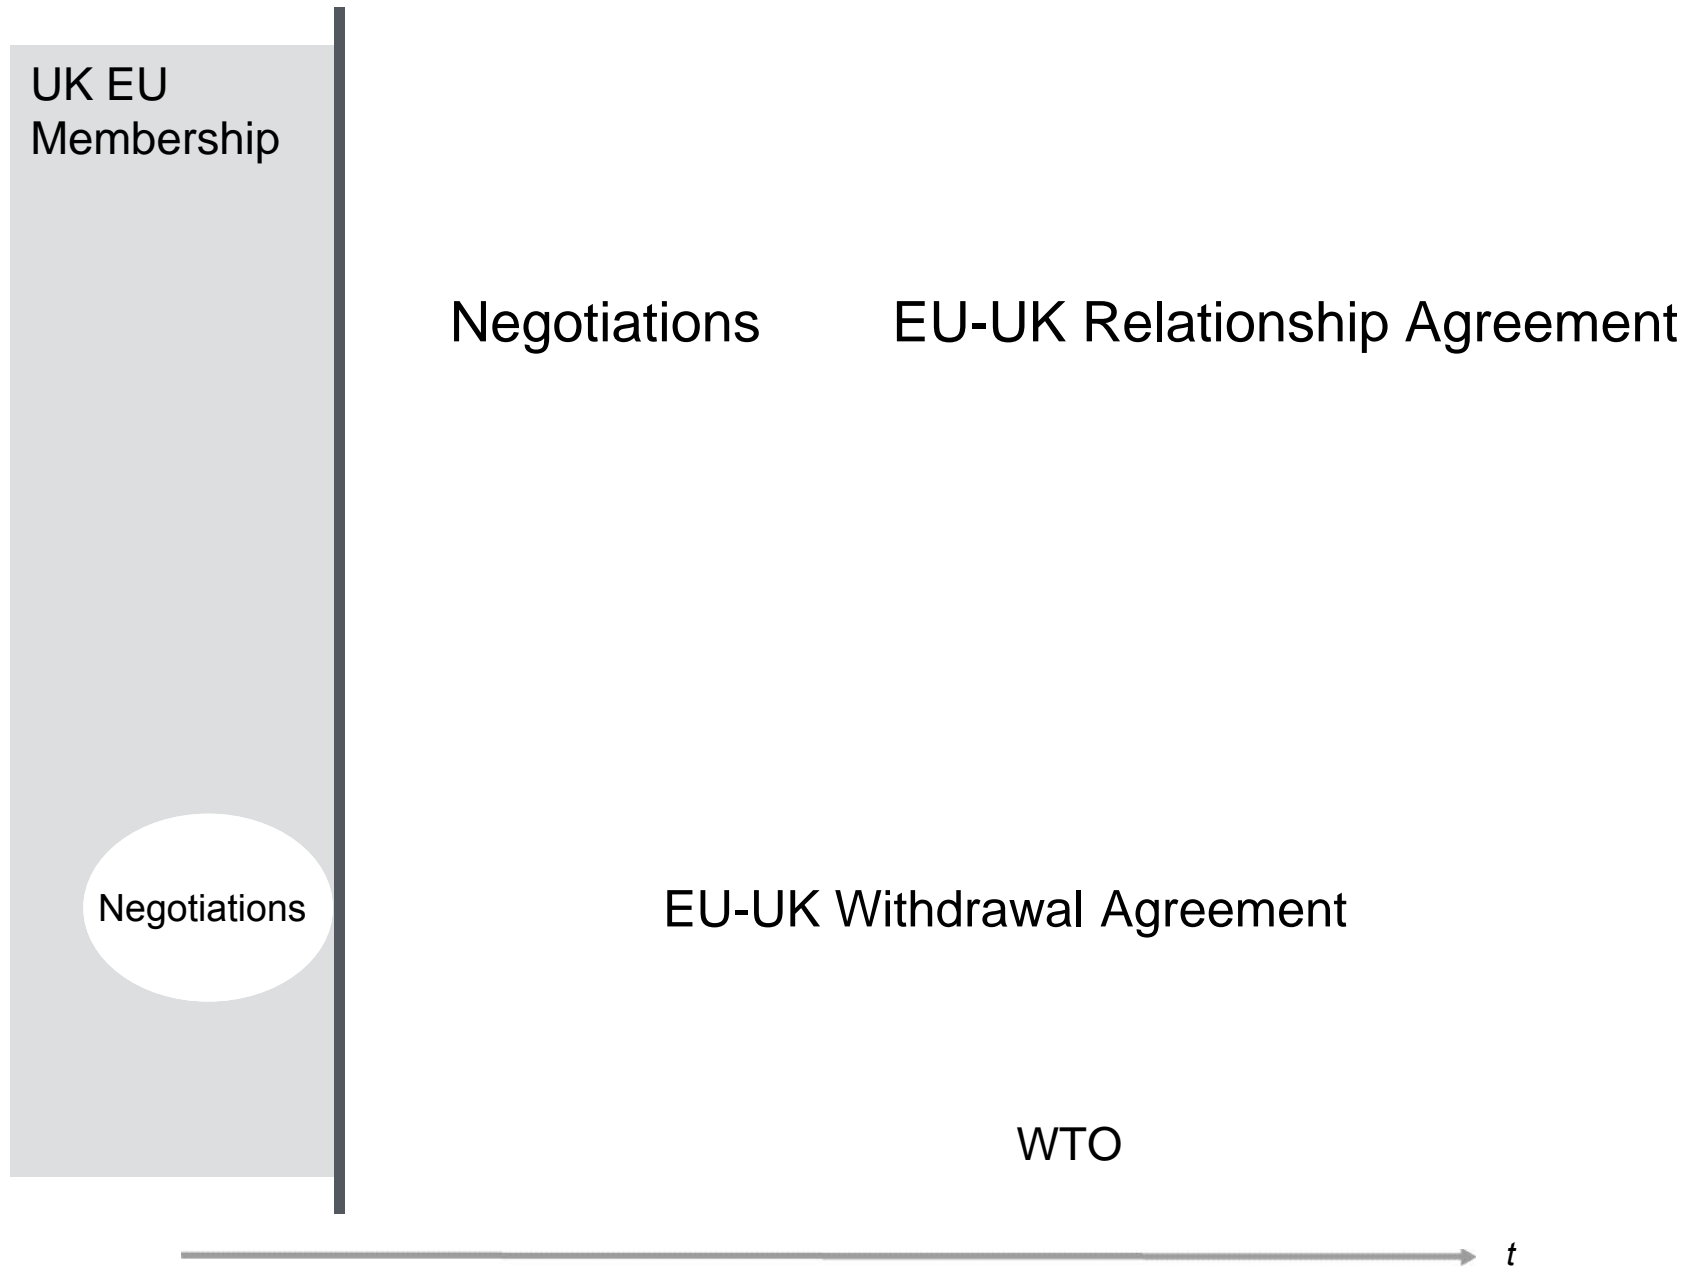 UK EU
Membership
Negotiations EU-UK Relationship Agreement
Negotiations EU-UK Withdrawal Agreement
WTO
t